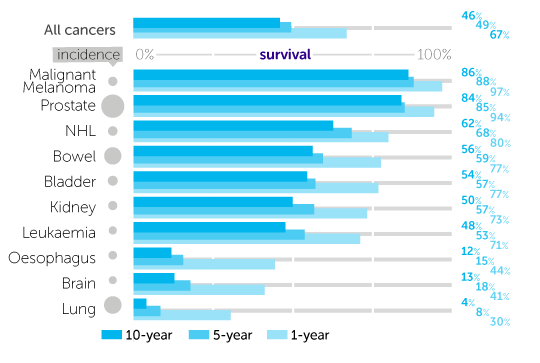 All cancers
46%
49%
67%
incidence
0%
survival
100%
Malignant
Melanoma
86%
88%
97%
Prostate
84%
85%
94%
NHL
62%
68%
80%
Bowel
56%
59%
77%
Bladder
54%
57%
77%
Kidney
50%
57%
73%
Leukaemia
48%
53%
71%
Oesophagus
12%
15%
44%
Brain
13%
18%
41%
Lung
4%
8%
30%
10-year
5-year
1-year